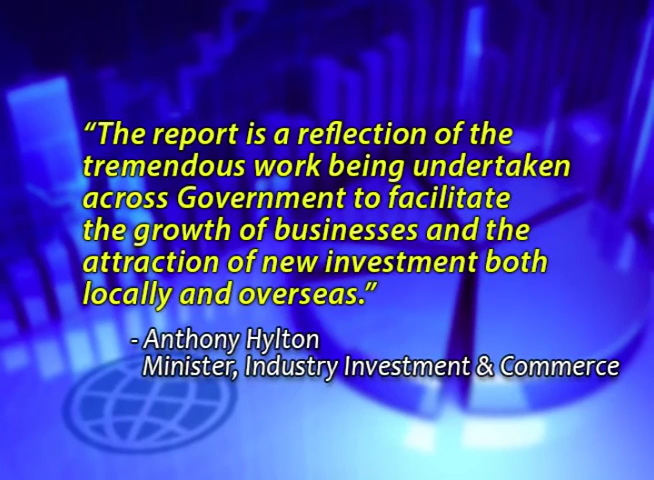 “The report is a reflection of the
tremendous work being undertaken
across Government to facilitate
the growth of businesses and the
attraction of new investment both
locally and overseas.”
- Anthony Hylton
Minister, Industry Investment & Commerce